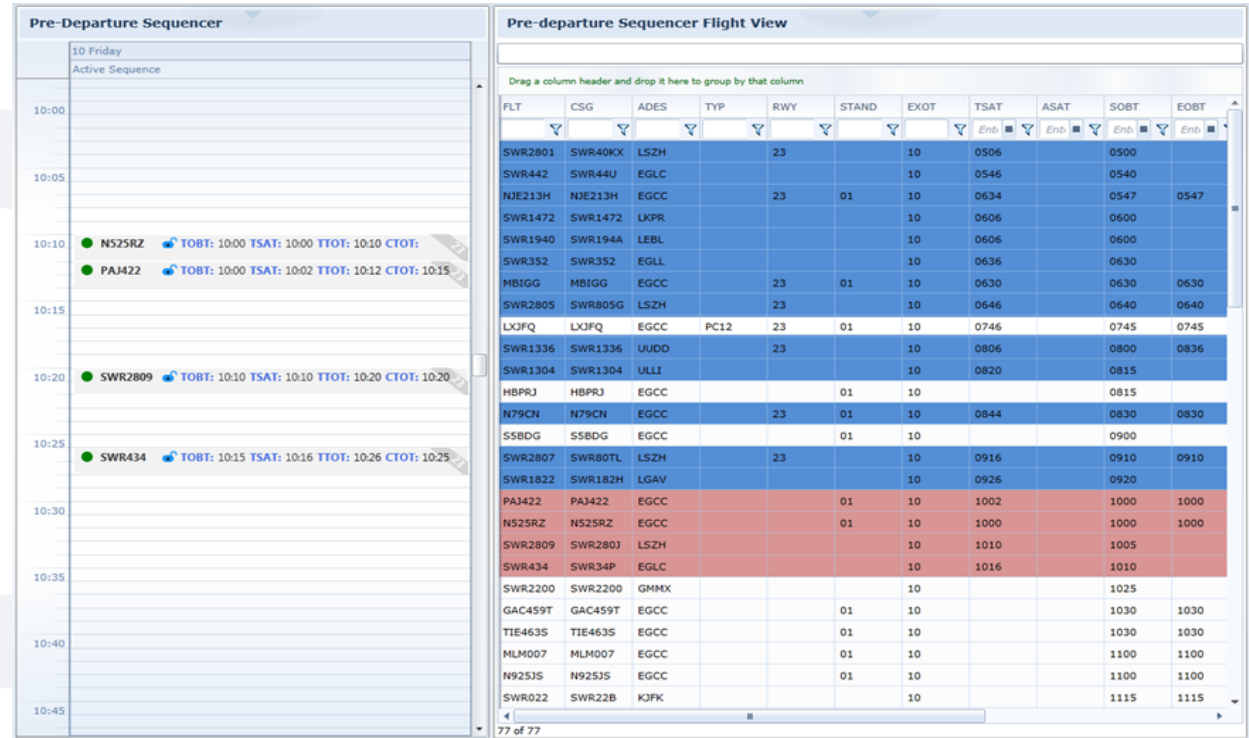 Pre-Departure Sequencer
10 Friday
Active Sequence
10:00
10:05
10:10 N525RZ TOBT: 10:00 TSAT: 10:00 TTOT: 10:10 CTOT: 23
PAJ422 TOBT: 10:00 TSAT: 10:02 TTOT: 10:12 CTOT: 10:15 23
10:15
10:20 SWR2809 TOBT: 10:10 TSAT: 10:10 TTOT: 10:20 CTOT: 10:20 23
10:25
SWR434 TOBT: 10:15 TSAT: 10:16 TTOT: 10:26 CTOT: 10:25 23
10:30
10:35
10:40
10:45
Pre-departure Sequencer Flight View
Drag a column header and drop it here to group by that column
FLT CSG ADES TYP RWY STAND EXOT TSAT ASAT SOBT EOBT
Ent Ent Ent Ent
SWR2801 SWR40KX LSZH 23 10 0506 0500
SWR442 SWR44U EGLC 10 0546 0540
NJE213H NJE213H EGCC 23 01 10 0634 0547 0547
SWR1472 SWR1472 LKPR 10 0606 0600
SWR1940 SWR194A LEBL 10 0606 0600
SWR352 SWR352 EGLL 10 0636 0630
MBIGG MBIGG EGCC 23 01 10 0630 0630 0630
SWR2805 SWR805G LSZH 23 10 0646 0640 0640
LXJFQ LXJFQ EGCC PC12 23 01 10 0746 0745 0745
SWR1336 SWR1336 UUDD 23 10 0806 0800 0836
SWR1304 SWR1304 ULLI 10 0820 0815
HBPRJ HBPRJ EGCC 01 10 0815
N79CN N79CN EGCC 23 01 10 0844 0830 0830
S5BDG S5BDG EGCC 01 10 0900
SWR2807 SWR80TL LSZH 23 10 0916 0910 0910
SWR1822 SWR182H LGAV 10 0926 0920
PAJ422 PAJ422 EGCC 01 10 1002 1000 1000
N525RZ N525RZ EGCC 01 10 1000 1000 1000
SWR2809 SWR280J LSZH 10 1010 1005
SWR434 SWR34P EGLC 10 1016 1010
SWR2200 SWR2200 GMMX 10 1025
GAC459T GAC459T EGCC 01 10 1030 1030
TIE463S TIE463S EGCC 01 10 1030 1030
MLM007 MLM007 EGCC 01 10 1100 1100
N925JS N925JS EGCC 01 10 1100 1100
SWR022 SWR22B KJFK 10 1115 1115
77 of 77